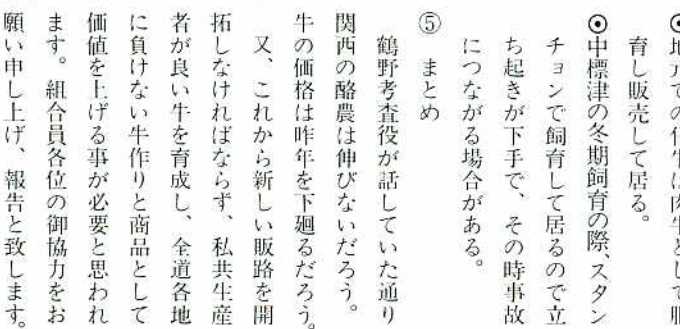 地元での仔牛は肉牛として肥
育し販売して居る。
⦿中標津の冬期飼育の際、スタン
チョンで飼育して居るので立
ち起きが下手で、その時事故
につながる場合がある。
⑤　まとめ
鶴野考査役が話していた通り
関西の酪農は伸びないだろう。
牛の価格は昨年を下廻るだろう。
又、これから新しい販路を開
拓しなければならず、私共生産
者が良い牛を育成し、全道各地
に負けない牛作りと商品として
価値を上げる事が必要と思われ
ます。組合員各位の御協力をお
願い申し上げ、報告と致します。